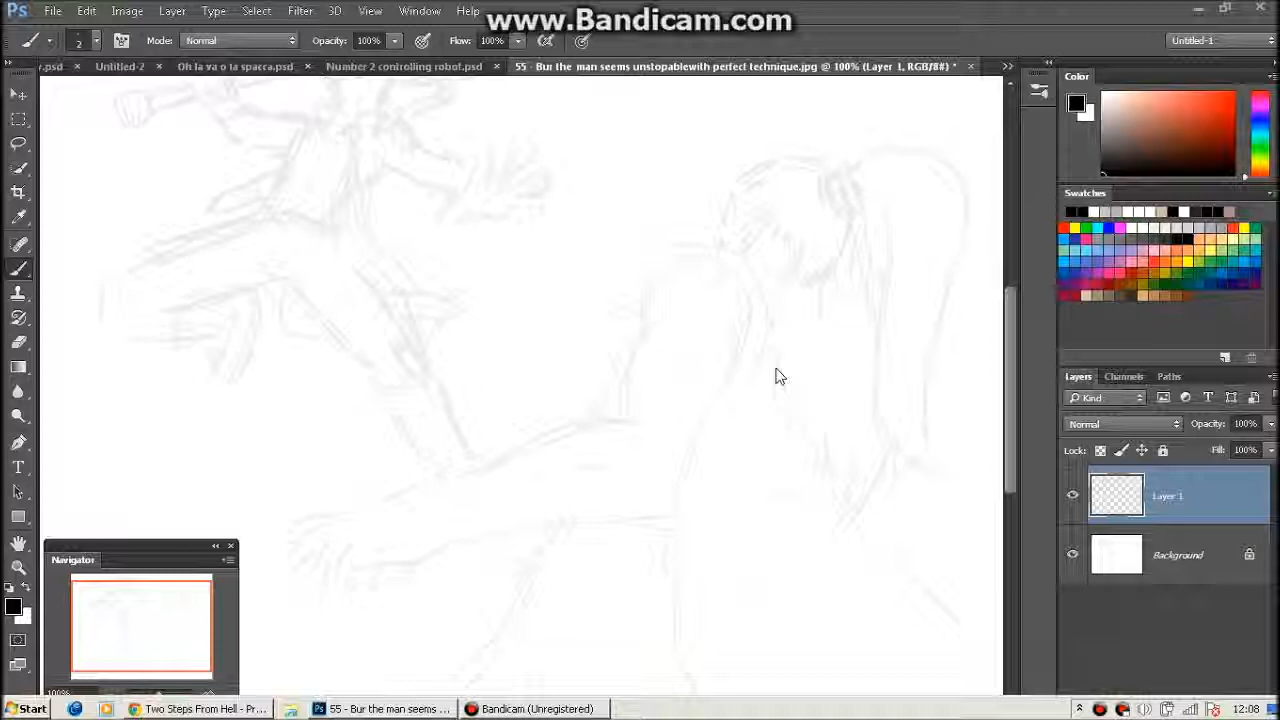 www.Bandicam.com
Ps File Edit Image Layer Type Select Filter 3D View Window Help
2 Mode: Normal Opacity: 100% Flow: 100% Untitled-1
.psd × Untitled-2 × Oh la va o la spacca.psd × Number 2 controlling robot.psd × 55 - Bur the man seems unstopablewith perfect technique.jpg @ 100% (Layer 1, RGB/8#) * ×
Color
Swatches
Layers Channels Paths
Kind
Normal Opacity: 100%
Lock: Fill: 100%
Layer 1
Background
Navigator
100%
Start Two Steps From Hell - Pr... 55 - Bur the man seems ... Bandicam (Unregistered) 12:08